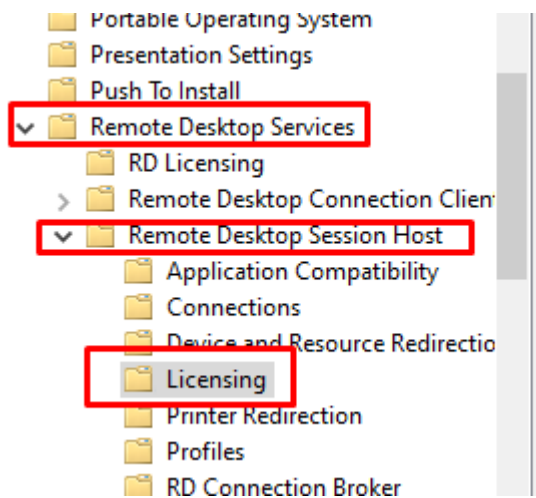 Portable Operating System
Presentation Settings
Push To Install
Remote Desktop Services
RD Licensing
Remote Desktop Connection Clien
Remote Desktop Session Host
Application Compatibility
Connections
Device and Resource Redirectio
Licensing
Printer Redirection
Profiles
RD Connection Broker